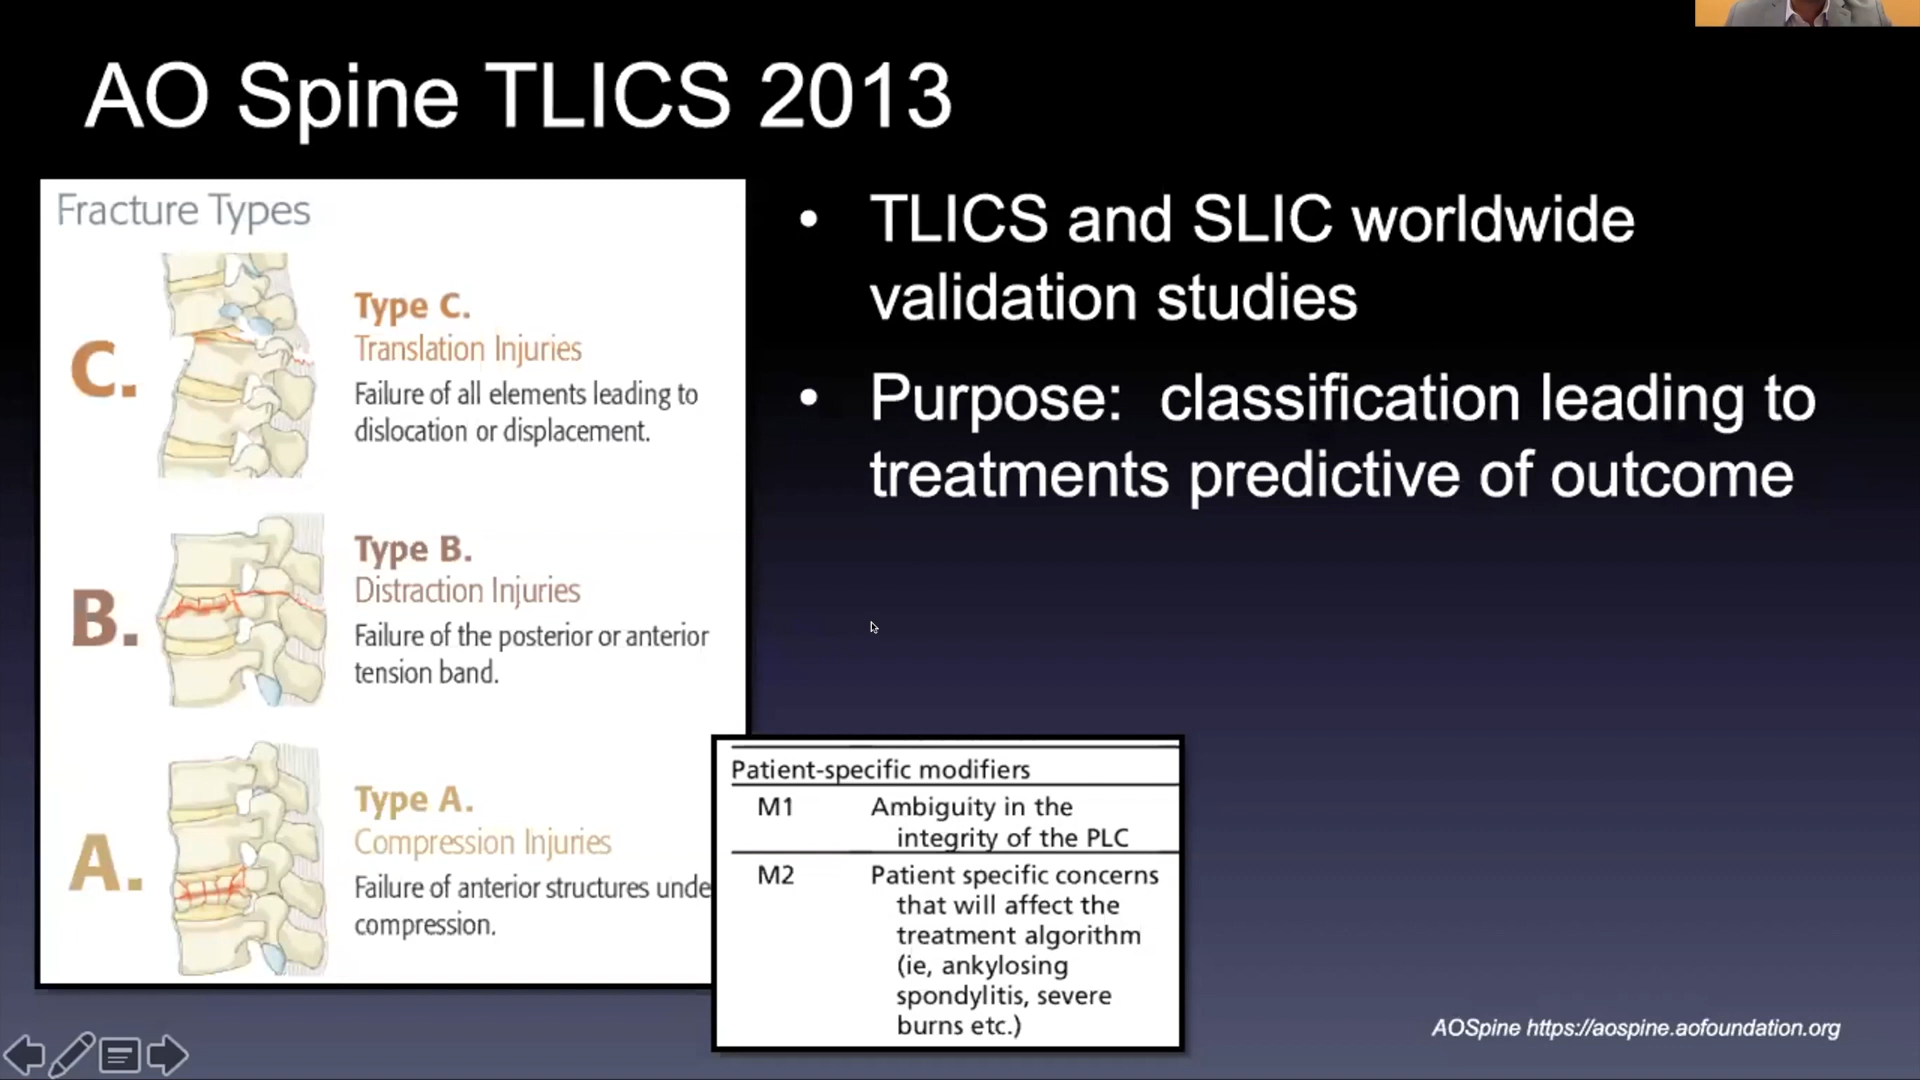 AO Spine TLICS 2013
Fracture Types
C.
Type C.
Translation Injuries
Failure of all elements leading to
dislocation or displacement.
B.
Type B.
Distraction Injuries
Failure of the posterior or anterior
tension band.
A.
Type A.
Compression Injuries
Failure of anterior structures unde
compression.
• TLICS and SLIC worldwide
validation studies
• Purpose: classification leading to
treatments predictive of outcome
Patient-specific modifiers
M1 Ambiguity in the
integrity of the PLC
M2 Patient specific concerns
that will affect the
treatment algorithm
(ie, ankylosing
spondylitis, severe
burns etc.)
AOSpine https://aospine.aofoundation.org